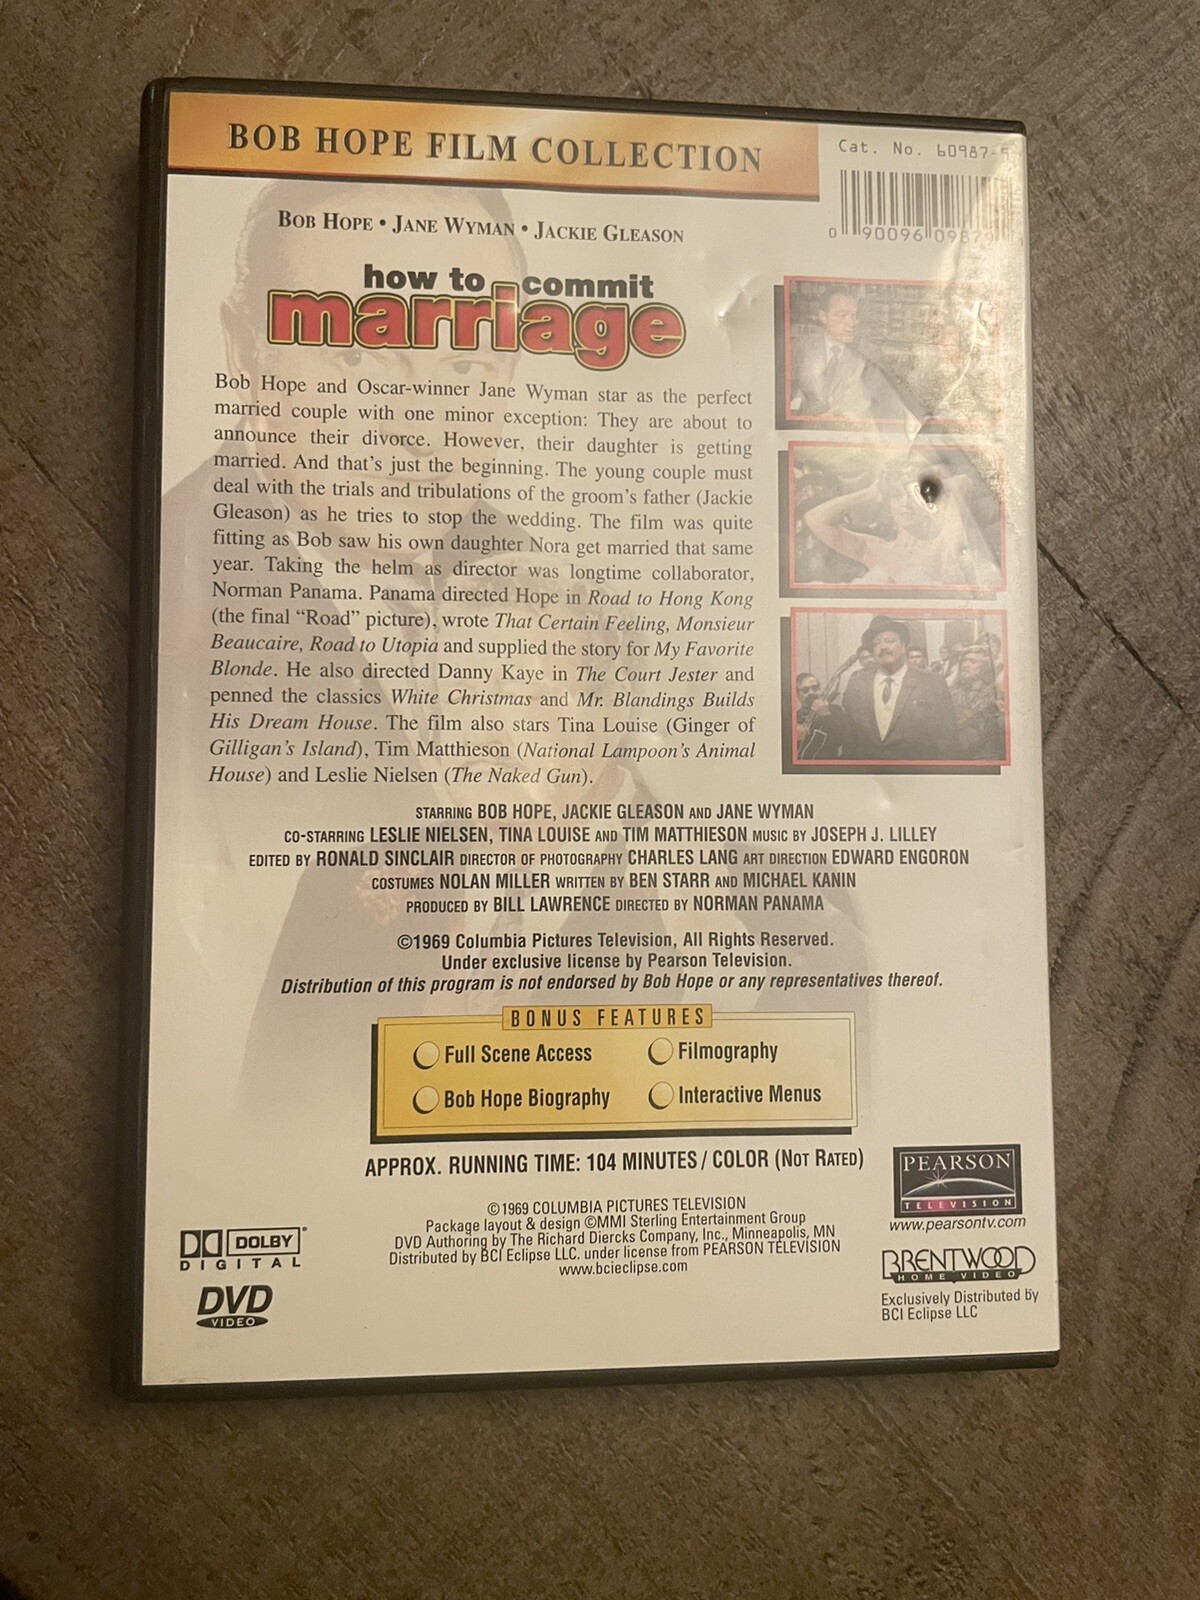 BOB HOPE FILM COLLECTION
Cat. No. 60987-
0 90096 09879
BOB HOPE • JANE WYMAN • JACKIE GLEASON
how to commit
marriage
Bob Hope and Oscar-winner Jane Wyman star as the perfect
married couple with one minor exception: They are about to
announce their divorce. However, their daughter is getting
married. And that's just the beginning. The young couple must
deal with the trials and tribulations of the groom's father (Jackie
Gleason) as he tries to stop the wedding. The film was quite
fitting as Bob saw his own daughter Nora get married that same
year. Taking the helm as director was longtime collaborator,
Norman Panama. Panama directed Hope in Road to Hong Kong
(the final “Road” picture), wrote That Certain Feeling, Monsieur
Beaucaire, Road to Utopia and supplied the story for My Favorite
Blonde. He also directed Danny Kaye in The Court Jester and
penned the classics White Christmas and Mr. Blandings Builds
His Dream House. The film also stars Tina Louise (Ginger of
Gilligan's Island), Tim Matthieson (National Lampoon's Animal
House) and Leslie Nielsen (The Naked Gun).
STARRING BOB HOPE, JACKIE GLEASON AND JANE WYMAN
CO-STARRING LESLIE NIELSEN, TINA LOUISE AND TIM MATTHIESON MUSIC BY JOSEPH J. LILLEY
EDITED BY RONALD SINCLAIR DIRECTOR OF PHOTOGRAPHY CHARLES LANG ART DIRECTION EDWARD ENGORON
COSTUMES NOLAN MILLER WRITTEN BY BEN STARR AND MICHAEL KANIN
PRODUCED BY BILL LAWRENCE DIRECTED BY NORMAN PANAMA
©1969 Columbia Pictures Television, All Rights Reserved.
Under exclusive license by Pearson Television.
Distribution of this program is not endorsed by Bob Hope or any representatives thereof.
BONUS FEATURES
Full Scene Access
Filmography
Bob Hope Biography
Interactive Menus
APPROX. RUNNING TIME: 104 MINUTES / COLOR (NOT RATED)
©1969 COLUMBIA PICTURES TELEVISION
Package layout & design ©MMI Sterling Entertainment Group
DVD Authoring by The Richard Diercks Company, Inc., Minneapolis, MN
Distributed by BCI Eclipse LLC. under license from PEARSON TELEVISION
www.bcieclipse.com
DOLBY
DIGITAL
DVD
VIDEO
PEARSON
TELEVISION
www.pearsontv.com
BRENTWOOD
HOME VIDEO
Exclusively Distributed by
BCI Eclipse LLC